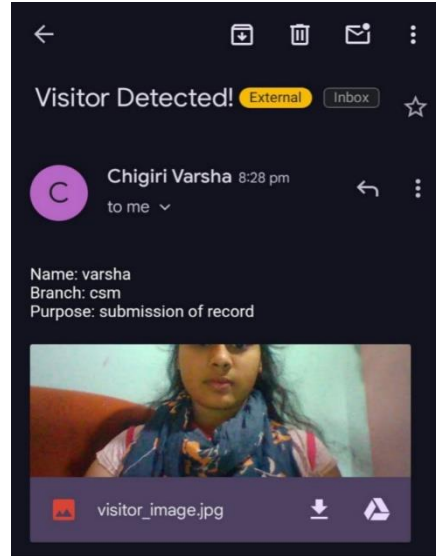 Visitor Detected! External Inbox
C
Chigiri Varsha 8:28 pm
to me
Name: varsha
Branch: csm
Purpose: submission of record
visitor_image.jpg